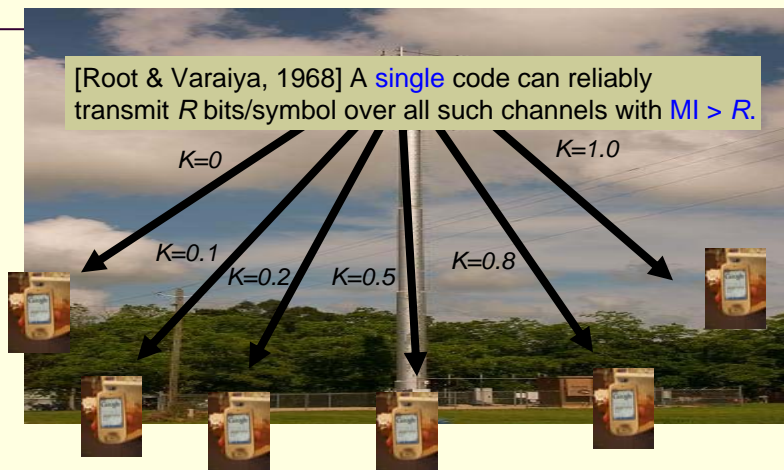 [Root & Varaiya, 1968] A single code can reliably
transmit R bits/symbol over all such channels with MI > R.
K=0
K=1.0
K=0.1
K=0.2
K=0.5
K=0.8